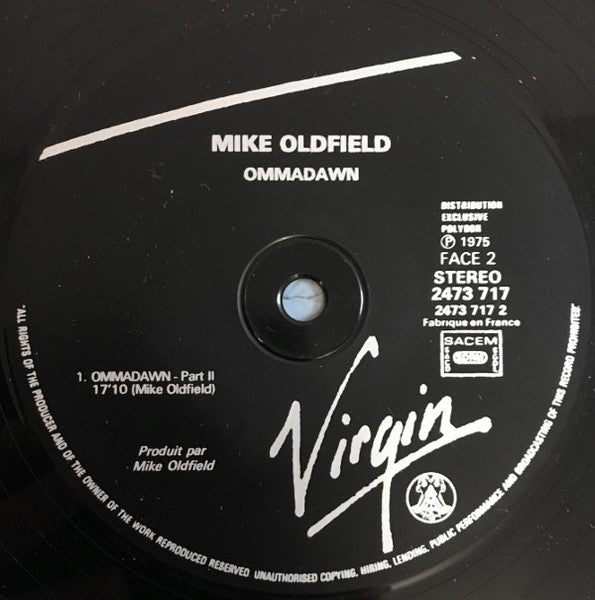 MIKE OLDFIELD
OMMADAWN
DISTRIBUTION
EXCLUSIVE
POLYDOR
Ⓟ 1975
FACE 2
STEREO
2473 717
2473 717 2
Fabriqué en France
SACEM
1. OMMADAWN - Part II
17'10 (Mike Oldfield)
Produit par
Mike Oldfield
Virgin
"ALL RIGHTS OF THE PRODUCER AND OF THE OWNER OF THE WORK REPRODUCED RESERVED UNAUTHORISED COPYING, HIRING, LENDING, PUBLIC PERFORMANCE AND BROADCASTING OF THIS RECORD PROHIBITED"